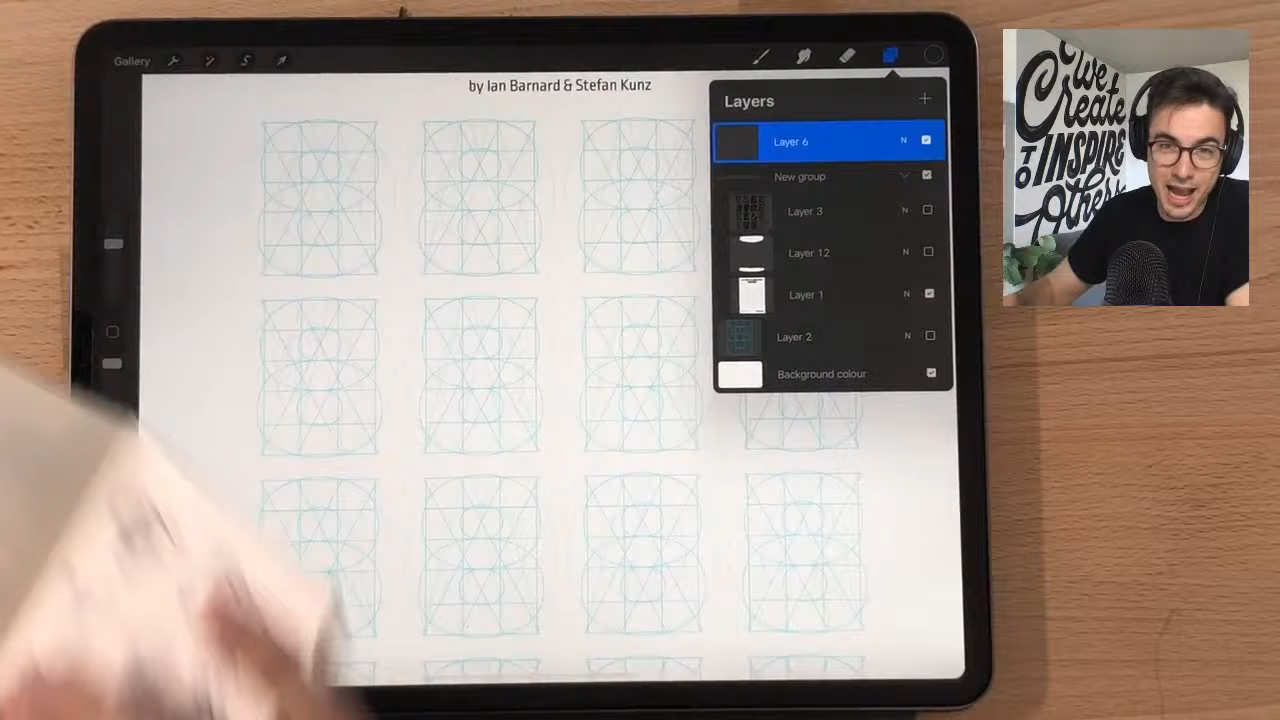 Gallery
by Ian Barnard & Stefan Kunz
Layers
Layer 6 N
New group
Layer 3 N
Layer 12 N
Layer 1 N
Layer 2 N
Background colour
We
Create
TO INSPIRE
Others